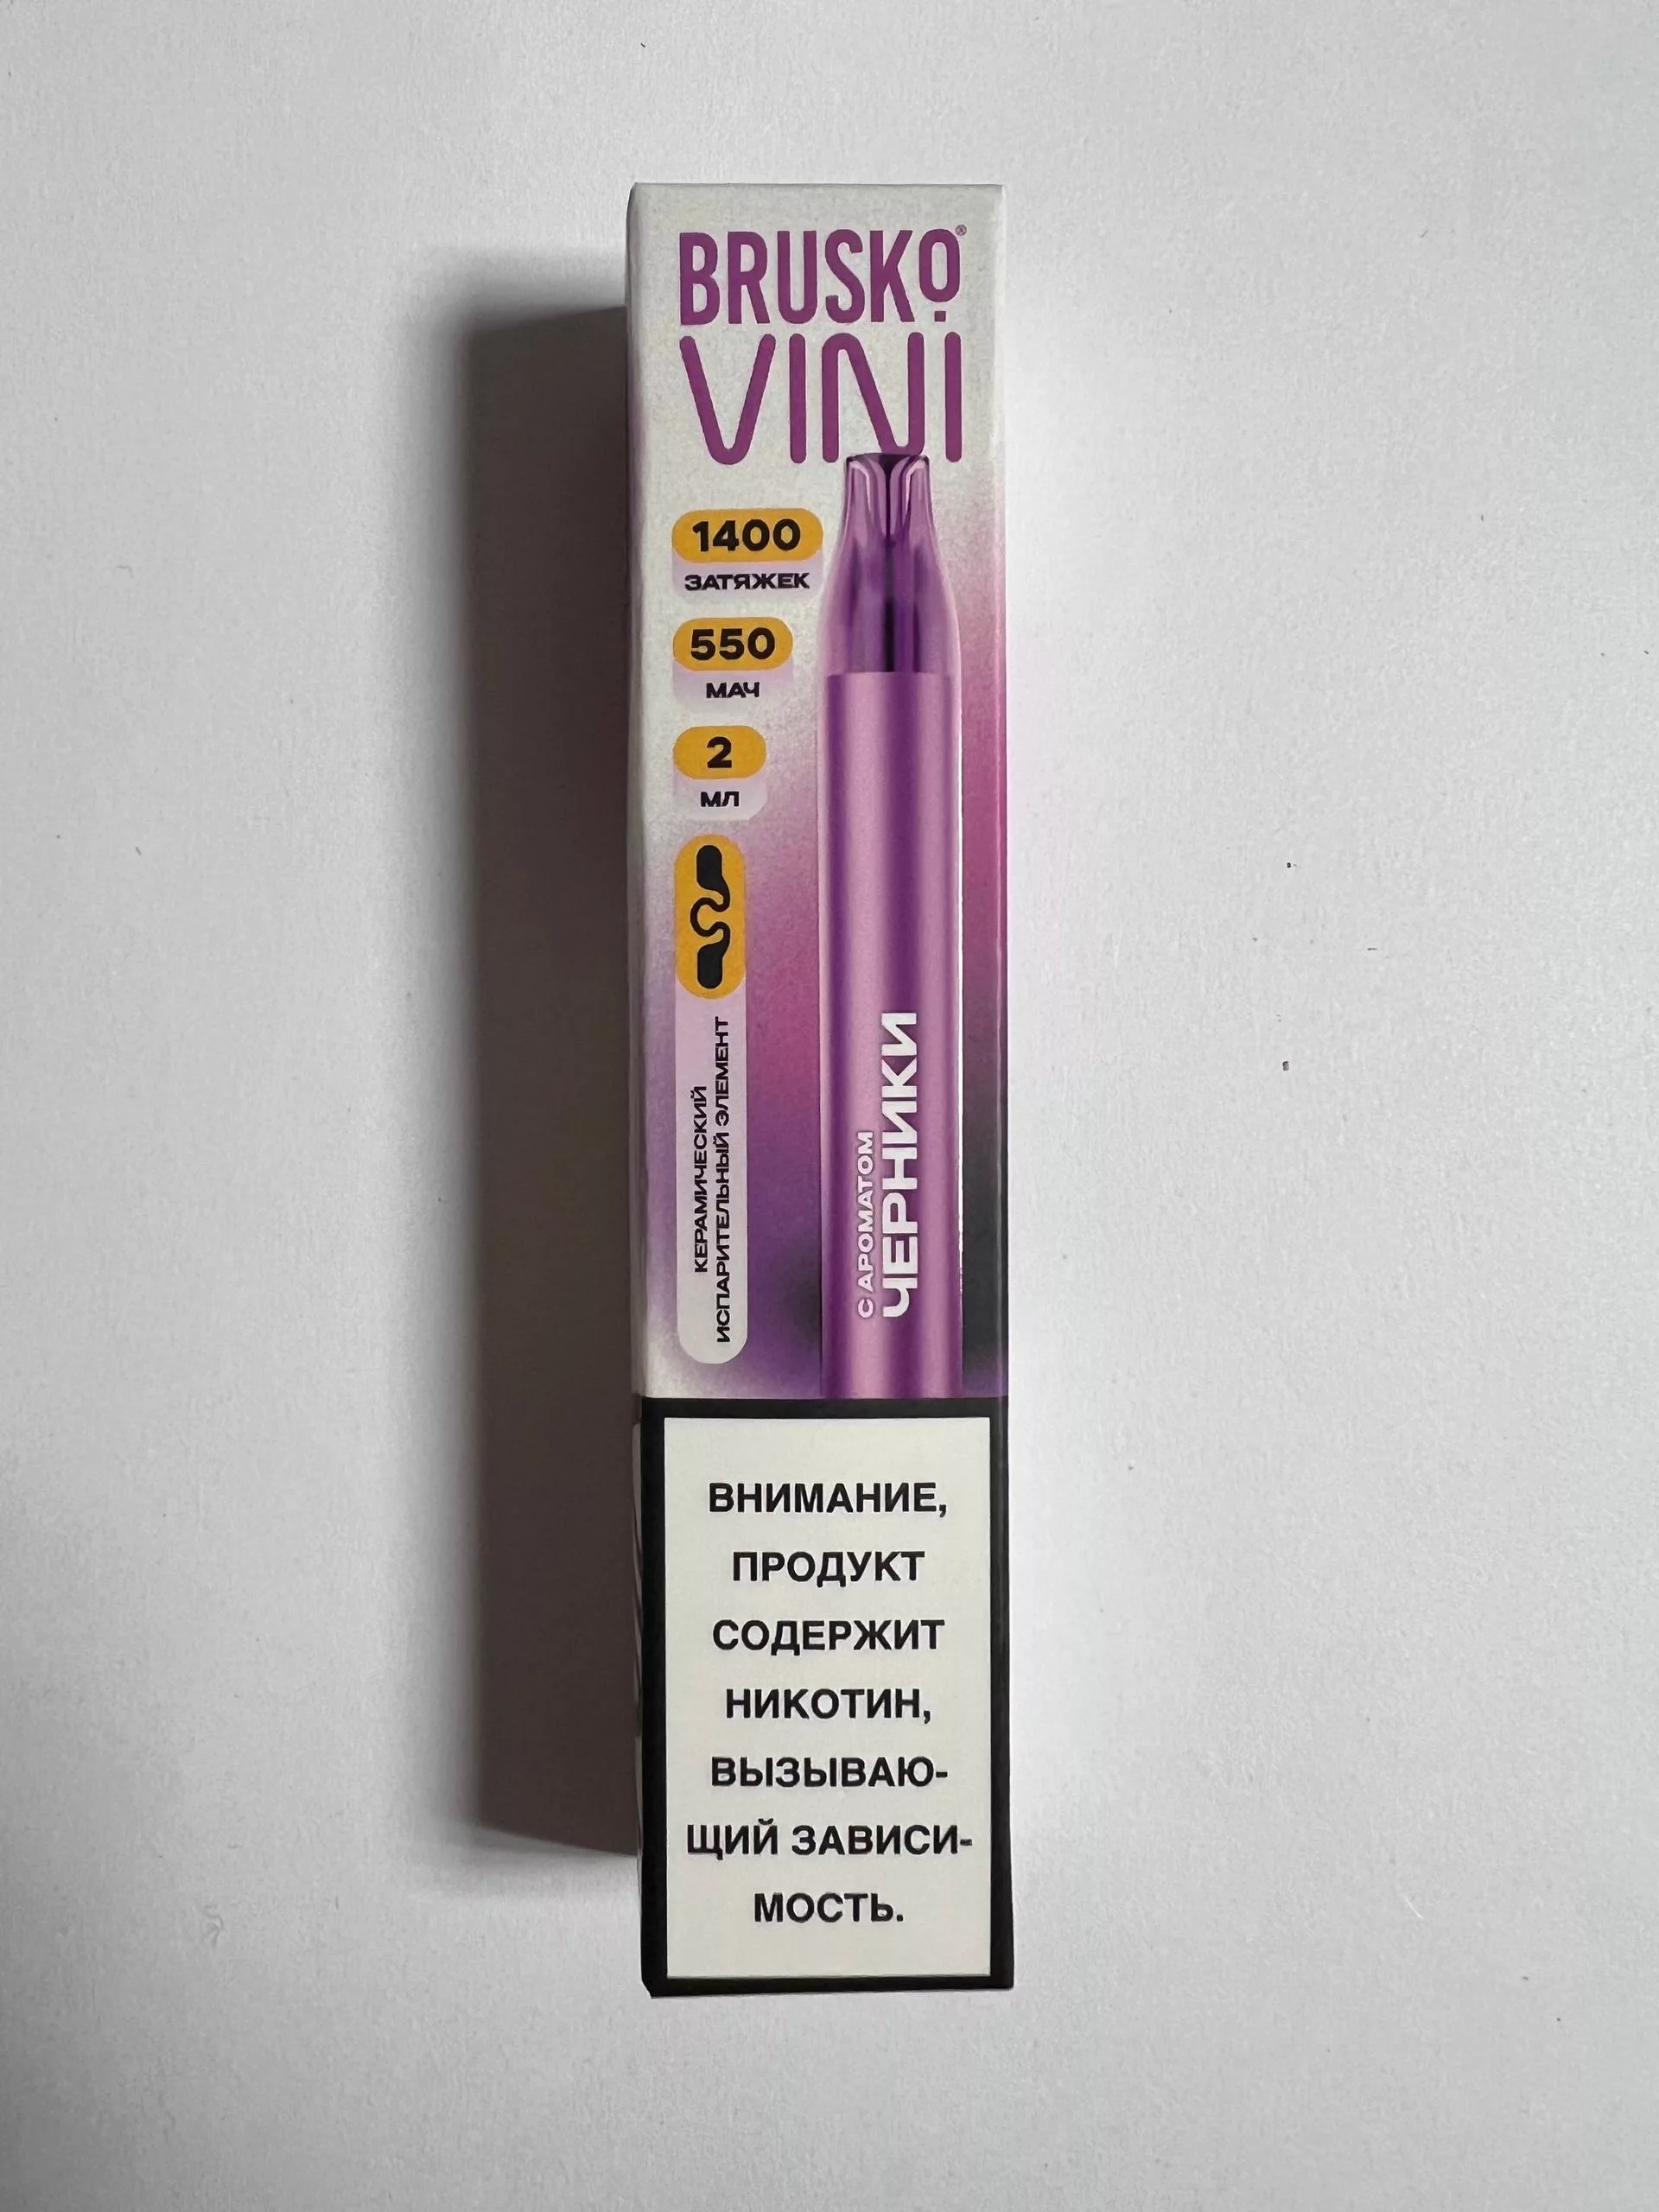 BRUSKO®
VINI
1400
ЗАТЯЖЕК
550
МАЧ
2
МЛ
КЕРАМИЧЕСКИЙ
ИСПАРИТЕЛЬНЫЙ ЭЛЕМЕНТ
С АРОМАТОМ
ЧЕРНИКИ
ВНИМАНИЕ,
ПРОДУКТ
СОДЕРЖИТ
НИКОТИН,
ВЫЗЫВАЮ-
ЩИЙ ЗАВИСИ-
МОСТЬ.